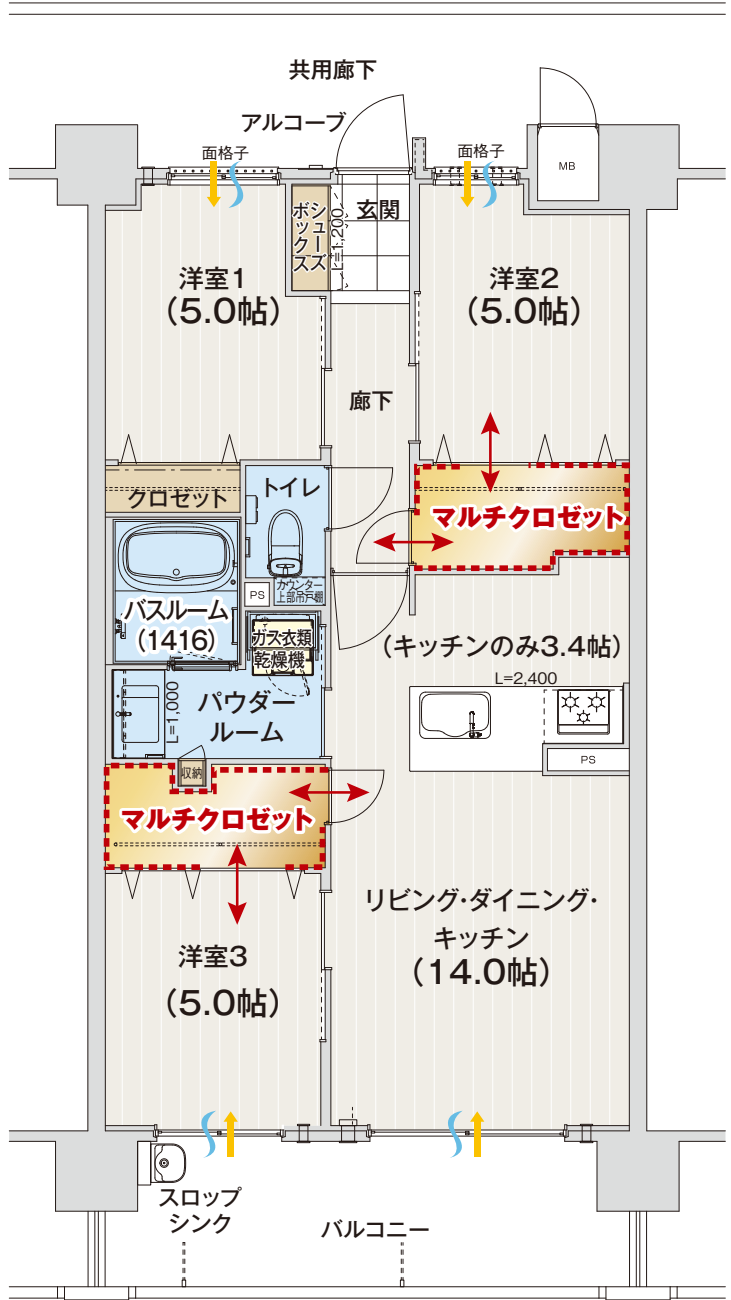 共用廊下
アルコーブ
面格子
面格子
MB
シューズ
ボックス
L=1,200
玄関
洋室1
(5.0帖)
洋室2
(5.0帖)
廊下
クロゼット
トイレ
マルチクロゼット
カウンター
上部吊戸棚
PS
バスルーム
(1416)
ガス衣類
乾燥機
(キッチンのみ3.4帖)
L=2,400
L=1,000
パウダー
ルーム
PS
収納
マルチクロゼット
リビング・ダイニング・
キッチン
(14.0帖)
洋室3
(5.0帖)
スロップ
シンク
バルコニー